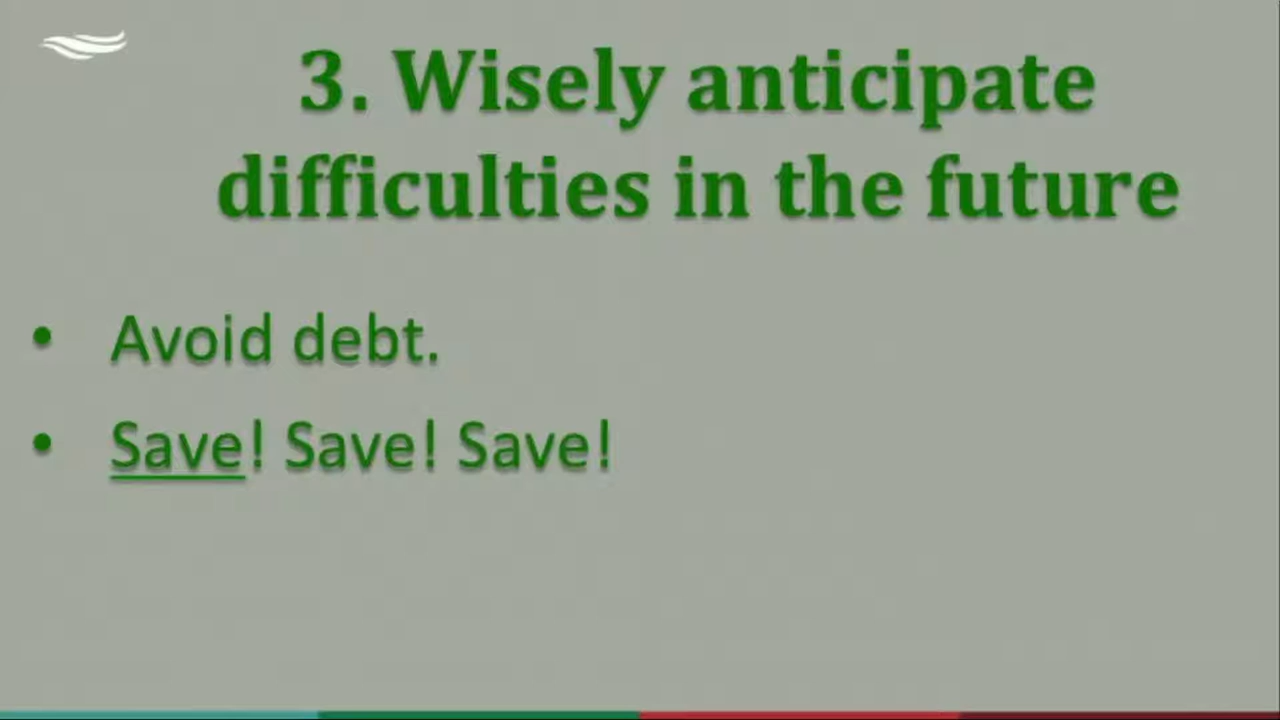 3. Wisely anticipate
difficulties in the future
• Avoid debt.
• Save! Save! Save!